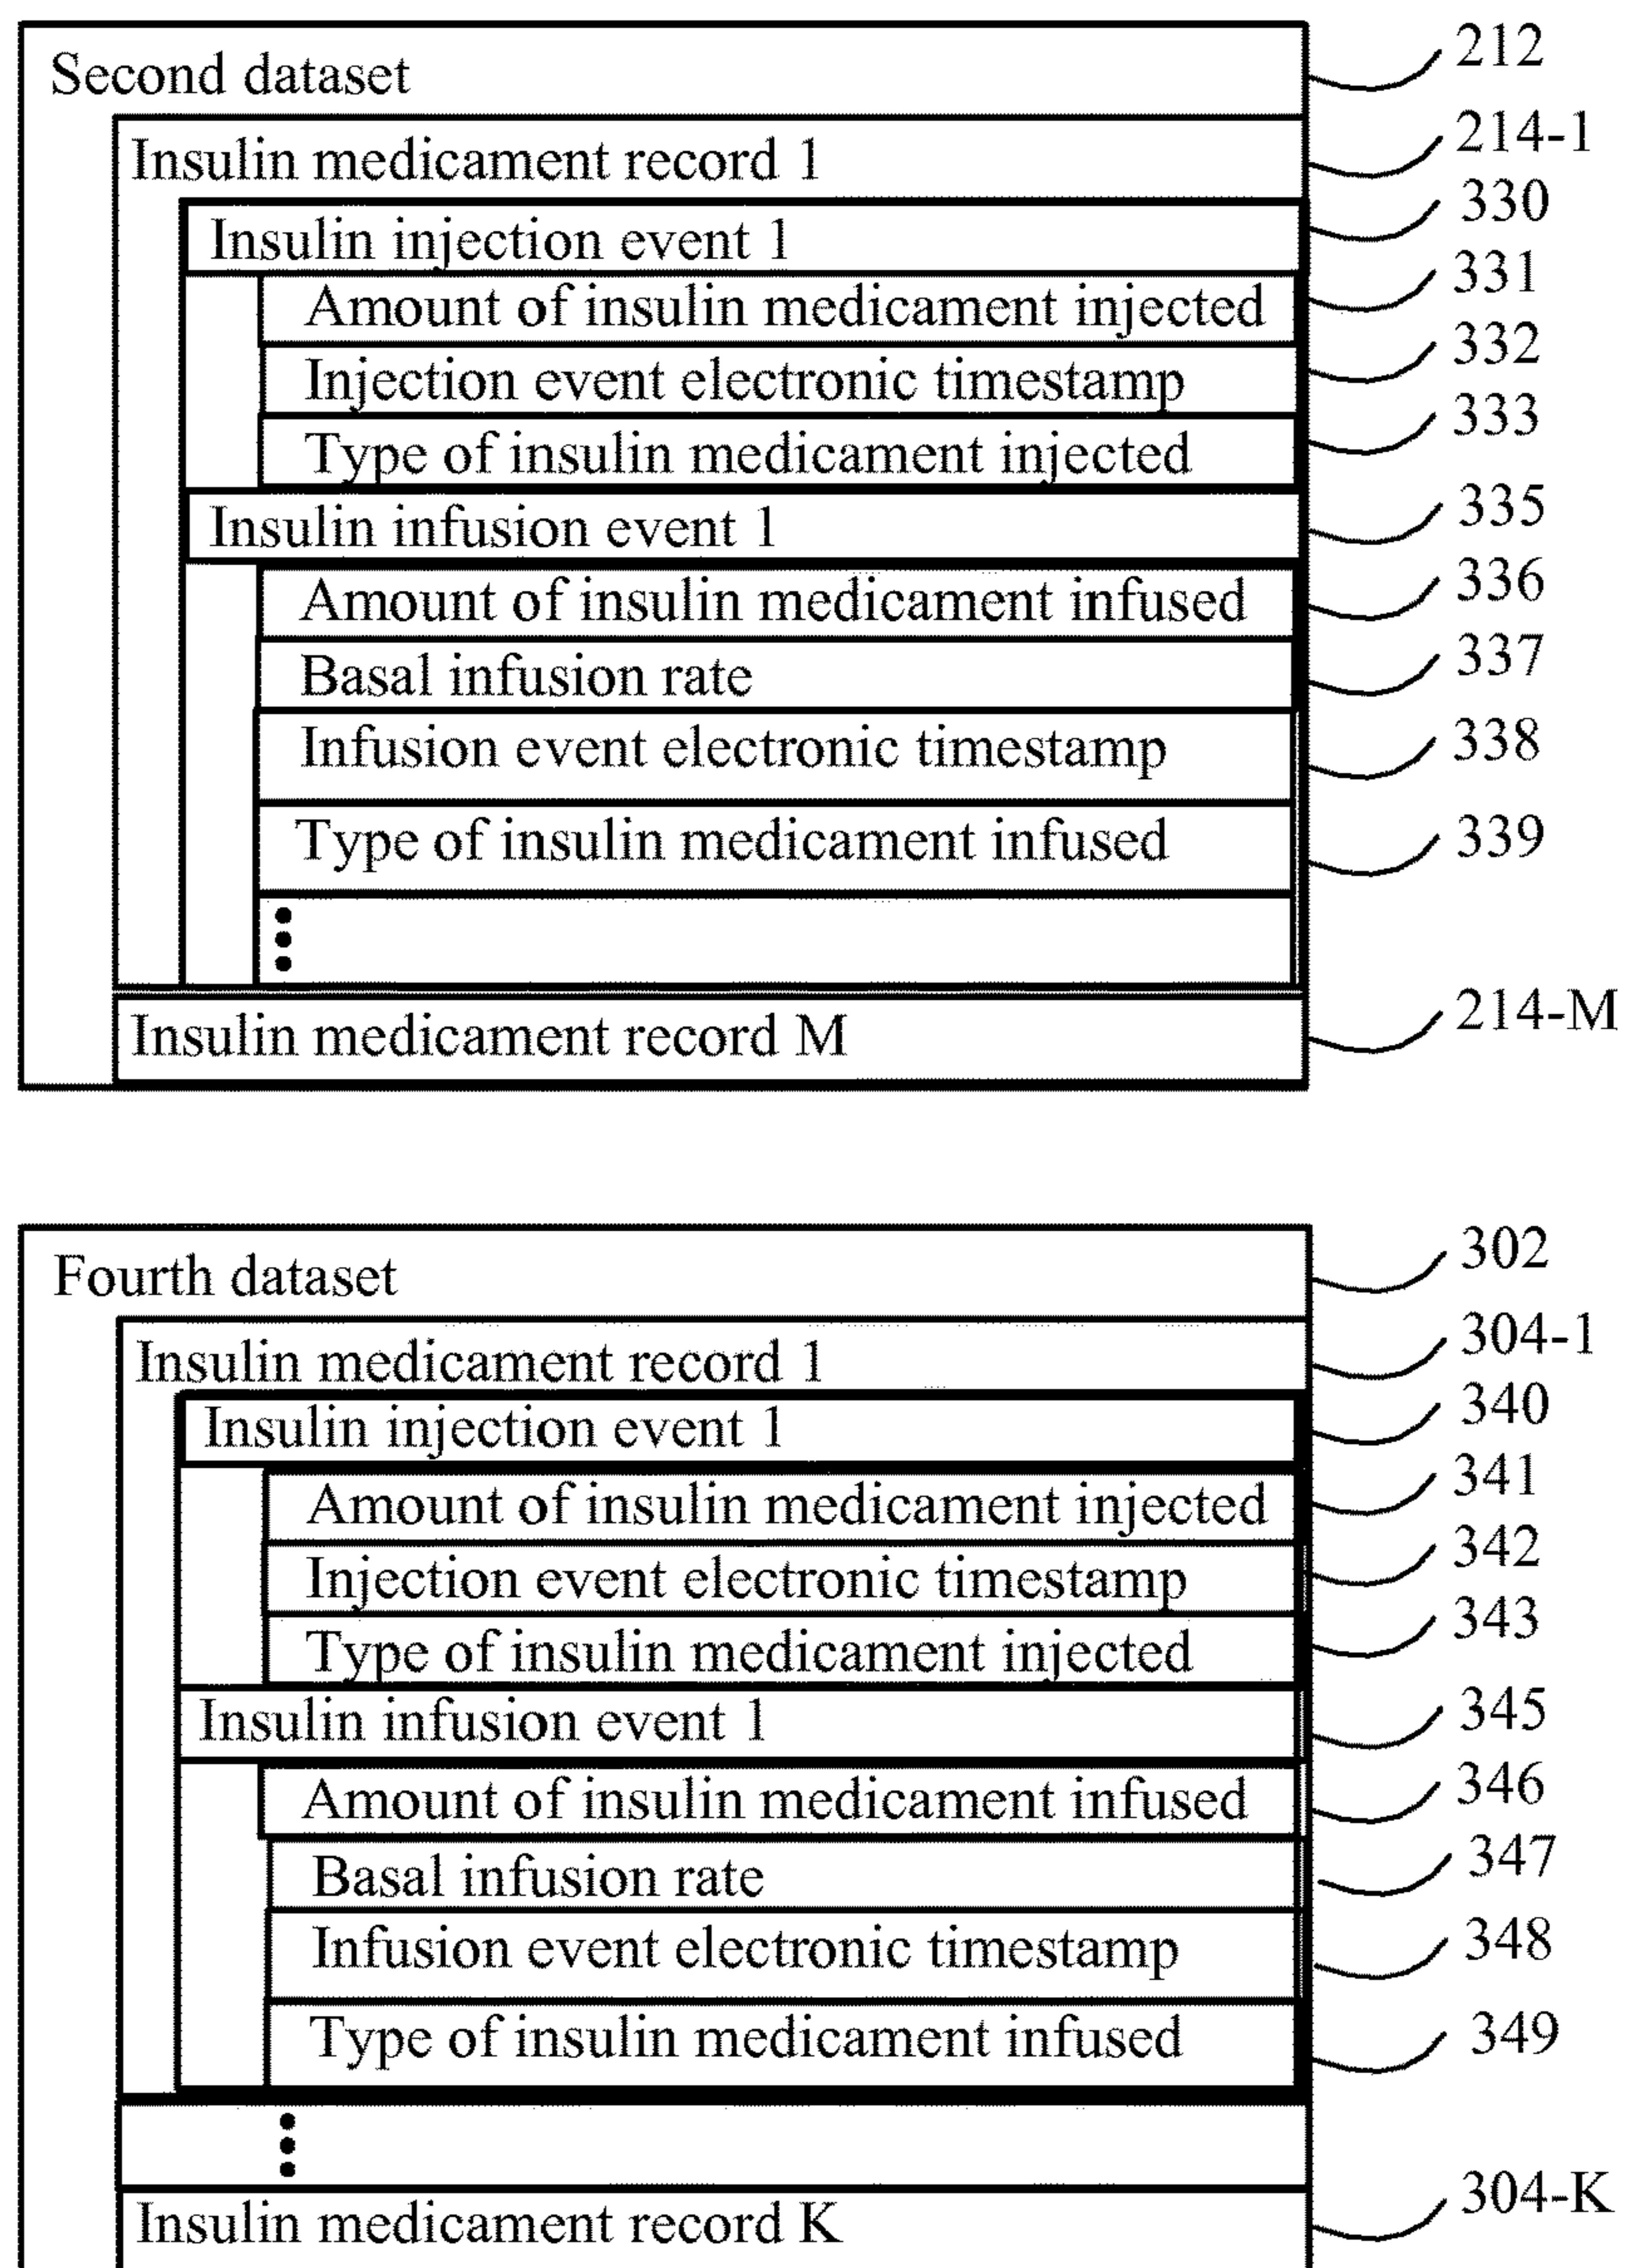 Second dataset 212
Insulin medicament record 1 214-1
Insulin injection event 1 330
Amount of insulin medicament injected 331
Injection event electronic timestamp 332
Type of insulin medicament injected 333
Insulin infusion event 1 335
Amount of insulin medicament infused 336
Basal infusion rate 337
Infusion event electronic timestamp 338
Type of insulin medicament infused 339
Insulin medicament record M 214-M
Fourth dataset 302
Insulin medicament record 1 304-1
Insulin injection event 1 340
Amount of insulin medicament injected 341
Injection event electronic timestamp 342
Type of insulin medicament injected 343
Insulin infusion event 1 345
Amount of insulin medicament infused 346
Basal infusion rate 347
Infusion event electronic timestamp 348
Type of insulin medicament infused 349
Insulin medicament record K 304-K